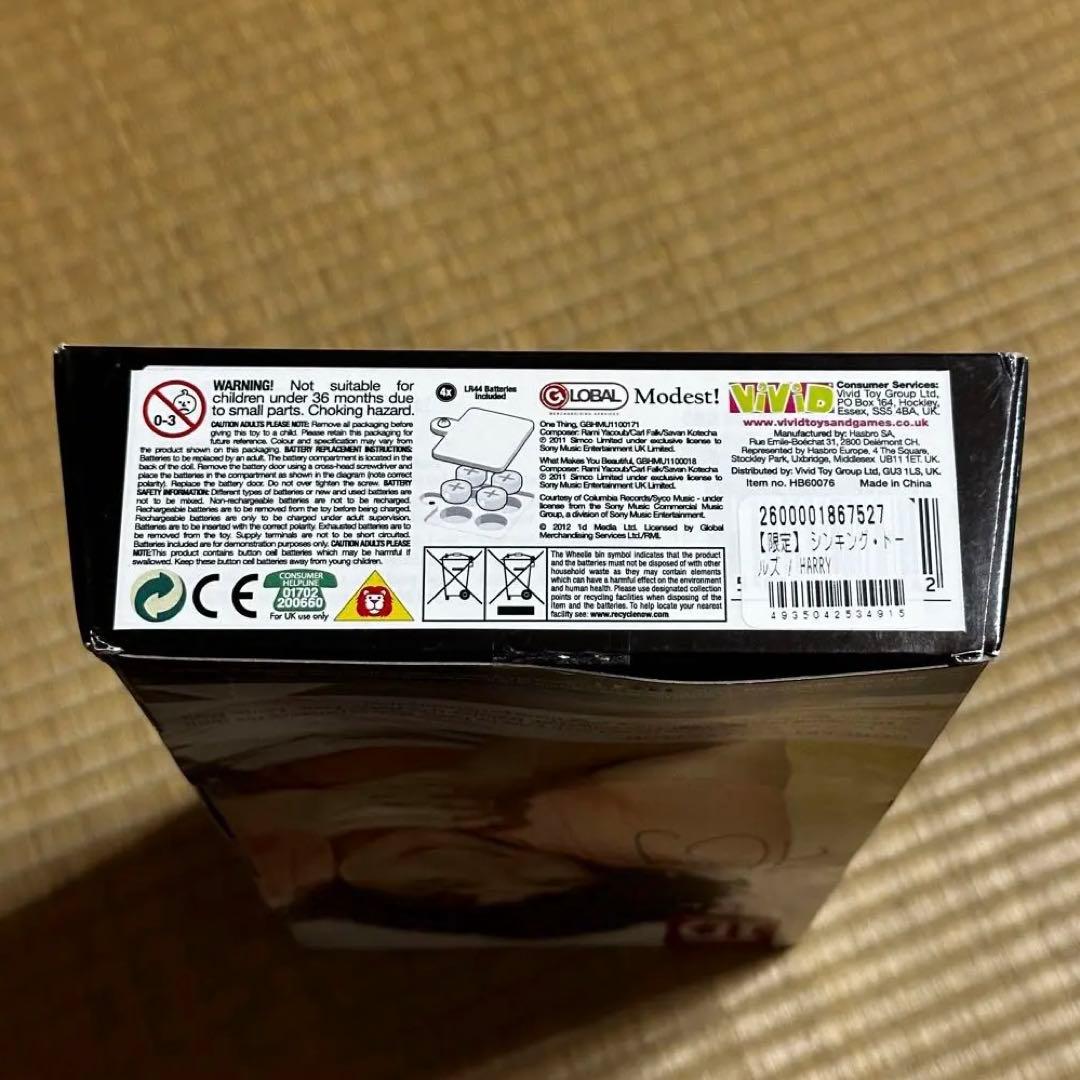 0-3
WARNING! Not suitable for
children under 36 months due
to small parts. Choking hazard.
CAUTION ADULTS PLEASE NOTE: Remove all packaging before
giving this toy to a child. Please retain this packaging for
future reference. Colour and specification may vary from
the product shown on this packaging. BATTERY REPLACEMENT INSTRUCTIONS:
Batteries to be replaced by an adult. The battery compartment is located in the
back of the doll. Remove the battery door using a cross-head screwdriver and
place the batteries in the compartment as shown in the diagram (note correct
polarity). Replace the battery door. Do not over tighten the screw. BATTERY
SAFETY INFORMATION: Different types of batteries or new and used batteries are
not to be mixed. Non-rechargeable batteries are not to be recharged.
Rechargeable batteries are to be removed from the toy before being charged.
Rechargeable batteries are only to be charged under adult supervision.
Batteries are to be inserted with the correct polarity. Exhausted batteries are to
be removed from the toy. Supply terminals are not to be short circuited.
Batteries included are for demonstration purposes only. CAUTION ADULTS PLEASE
NOTE:This product contains button cell batteries which may be harmful if
swallowed. Keep these button cell batteries away from young children.
CE
CONSUMER
HELPLINE
01702
200660
For UK use only
4x
LR44 Batteries
Included
GLOBAL
MERCHANDISING SERVICES
Modest!
One Thing, GBHMU1100171
Composer: Rami Yacoub/Carl Falk/Savan Kotecha
℗ 2011 Simco Limited under exclusive license to
Sony Music Entertainment UK Limited.
What Makes You Beautiful, GBHMU1100018
Composer: Rami Yacoub/Carl Falk/Savan Kotecha
℗ 2011 Simco Limited under exclusive license to
Sony Music Entertainment UK Limited.
Courtesy of Columbia Records/Syco Music - under
license from the Sony Music Commercial Music
Group, a division of Sony Music Entertainment.
© 2012 1d Media Ltd. Licensed by Global
Merchandising Services Ltd./RML
The Wheelie bin symbol indicates that the product
and the batteries must not be disposed of with other
household waste as they may contain elements
which can have a harmful effect on the environment
and human health. Please use designated collection
points or recycling facilities when disposing of the
item and the batteries. To help locate your nearest
facility see: www.recyclenow.com
ViViD
Consumer Services:
Vivid Toy Group Ltd,
PO Box 164, Hockley,
Essex, SS5 4BA, UK.
www.vividtoysandgames.co.uk
Manufactured by: Hasbro SA,
Rue Emile-Boéchat 31, 2800 Delémont CH.
Represented by Hasbro Europe, 4 The Square,
Stockley Park, Uxbridge, Middlesex. UB11 1ET. UK.
Distributed by: Vivid Toy Group Ltd, GU3 1LS, UK.
Item no. HB60076 Made in China
2600001867527
【限定】シンキング・ドー
ルズ / HARRY
4935042534915
5
2
1D